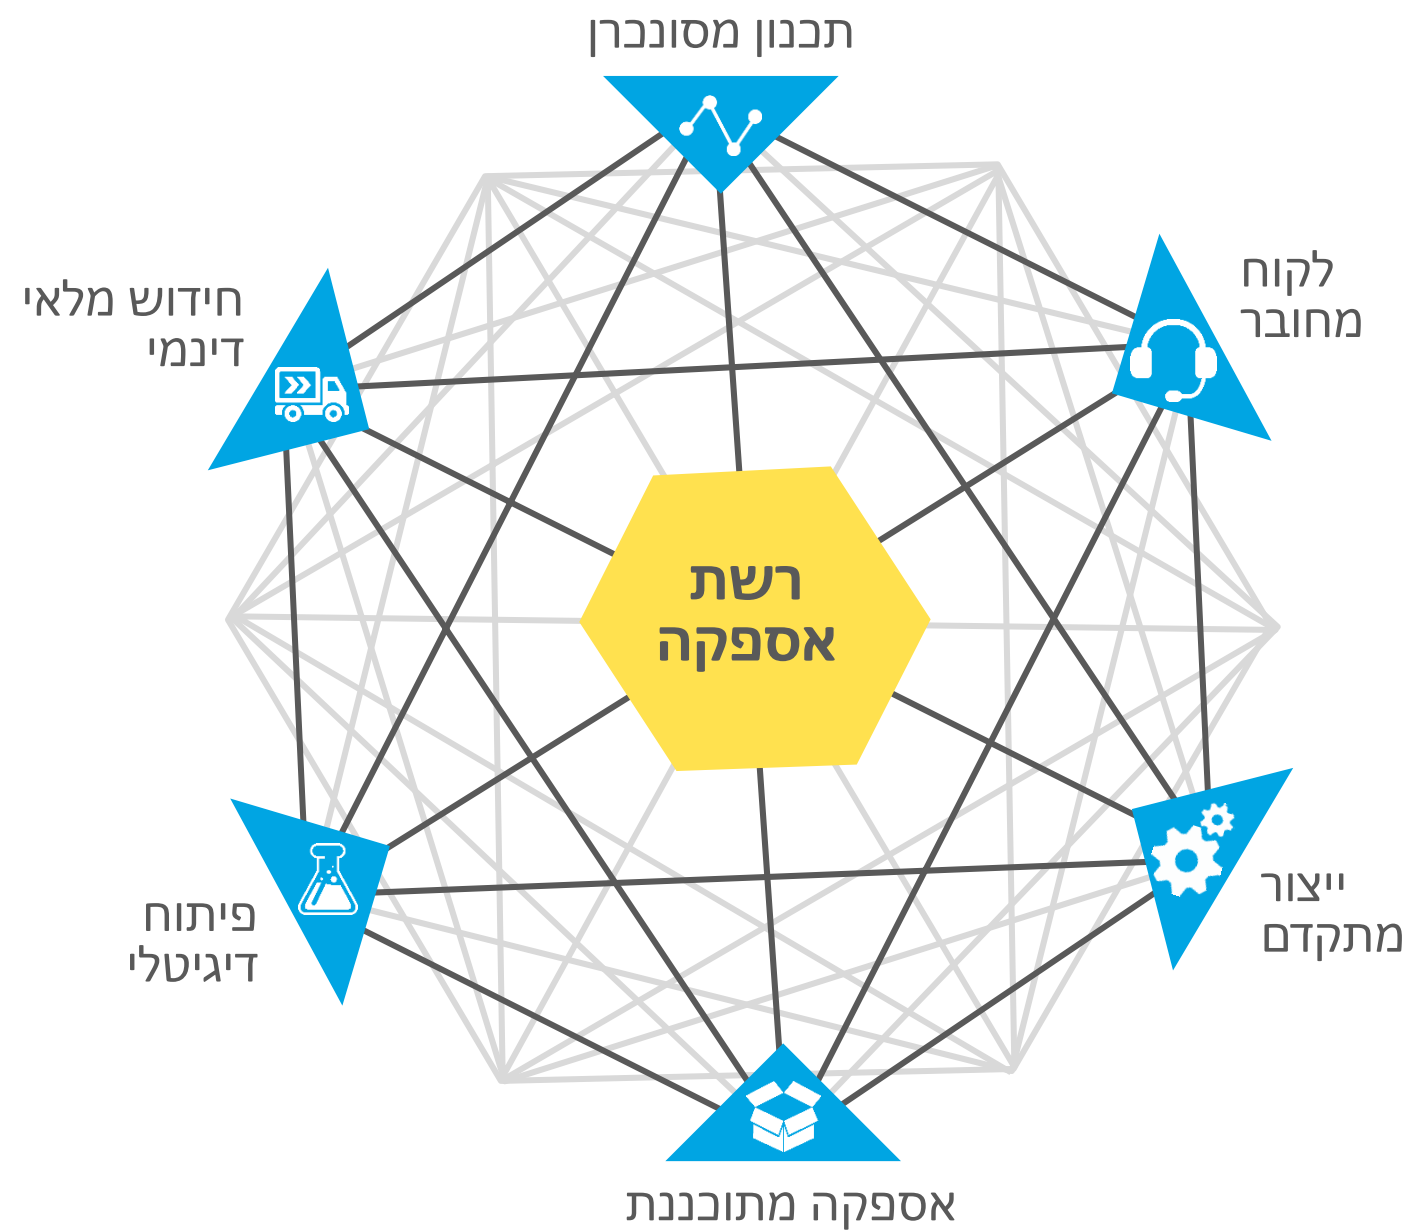 תכנון מסונכרן
לקוח
מחובר
חידוש מלאי
דינמי
רשת
אספקה
ייצור
מתקדם
פיתוח
דיגיטלי
אספקה מתוכננת